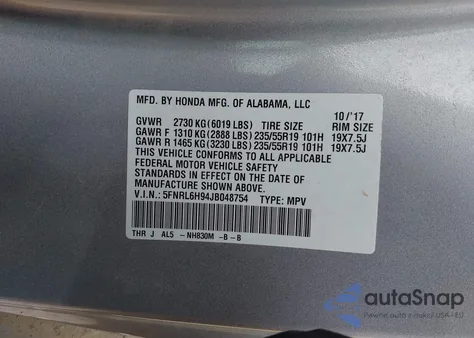 MFD. BY HONDA MFG. OF ALABAMA, LLC 10/'17
GVWR 2730 KG (6019 LBS) TIRE SIZE RIM SIZE
GAWR F 1310 KG (2888 LBS) 235/55R19 101H 19X7.5J
GAWR R 1465 KG (3230 LBS) 235/55R19 101H 19X7.5J
THIS VEHICLE CONFORMS TO ALL APPLICABLE
FEDERAL MOTOR VEHICLE SAFETY
STANDARDS IN EFFECT ON THE DATE OF
MANUFACTURE SHOWN ABOVE.
V.I.N.: 5FNRL6H94JB048754 TYPE: MPV
THR J AL5 -NH830M -B -B
autoSnap